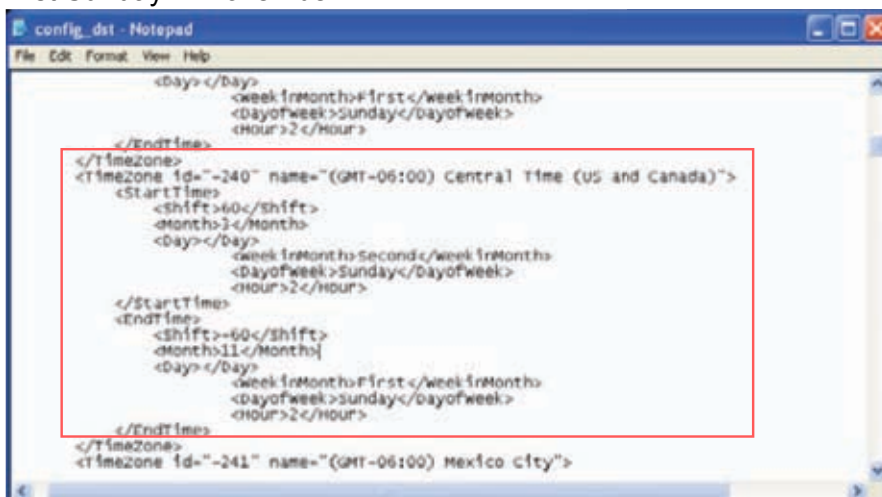 config_dst - Notepad
File Edit Format View Help
<Day></Day>
<WeekinMonth>First</WeekinMonth>
<DayofWeek>Sunday</DayofWeek>
<Hour>2</Hour>
</EndTime>
</TimeZone>
<TimeZone id="-240" name="(GMT-06:00) Central Time (US and Canada)">
<StartTime>
<Shift>60</Shift>
<Month>3</Month>
<Day></Day>
<WeekinMonth>Second</WeekinMonth>
<DayofWeek>Sunday</DayofWeek>
<Hour>2</Hour>
</StartTime>
<EndTime>
<Shift>-60</Shift>
<Month>11</Month>
<Day></Day>
<WeekinMonth>First</WeekinMonth>
<DayofWeek>Sunday</DayofWeek>
<Hour>2</Hour>
</EndTime>
</TimeZone>
<TimeZone id="-241" name="(GMT-06:00) Mexico City">